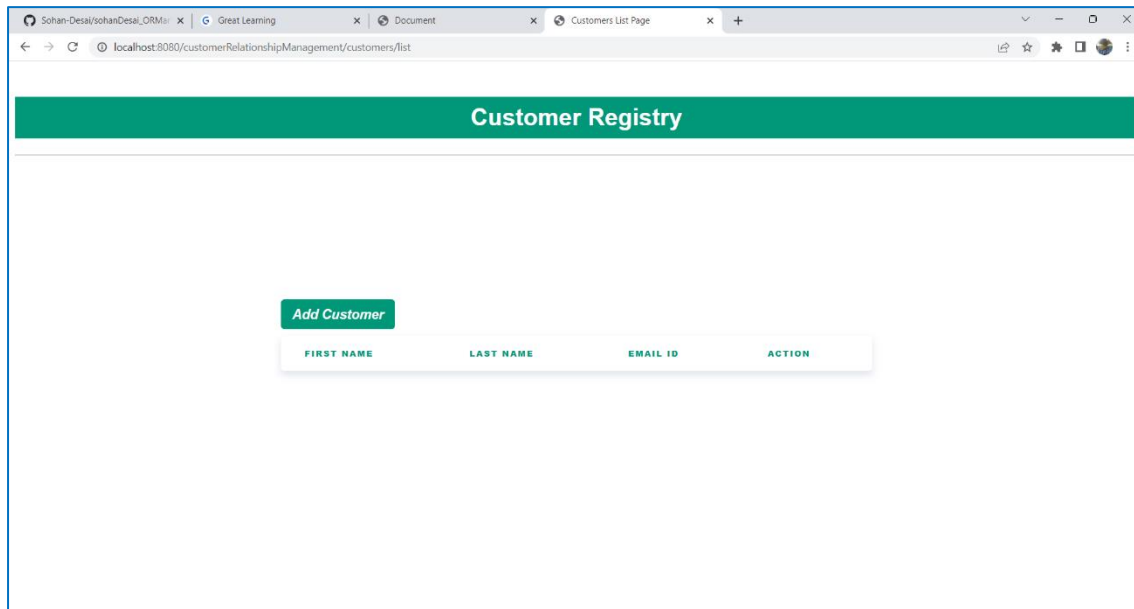 Sohan-Desai/sohanDesai_ORMa
Great Learning
Document
Customers List Page
localhost:8080/customerRelationshipManagement/customers/list
Customer Registry
Add Customer
FIRST NAME LAST NAME EMAIL ID ACTION